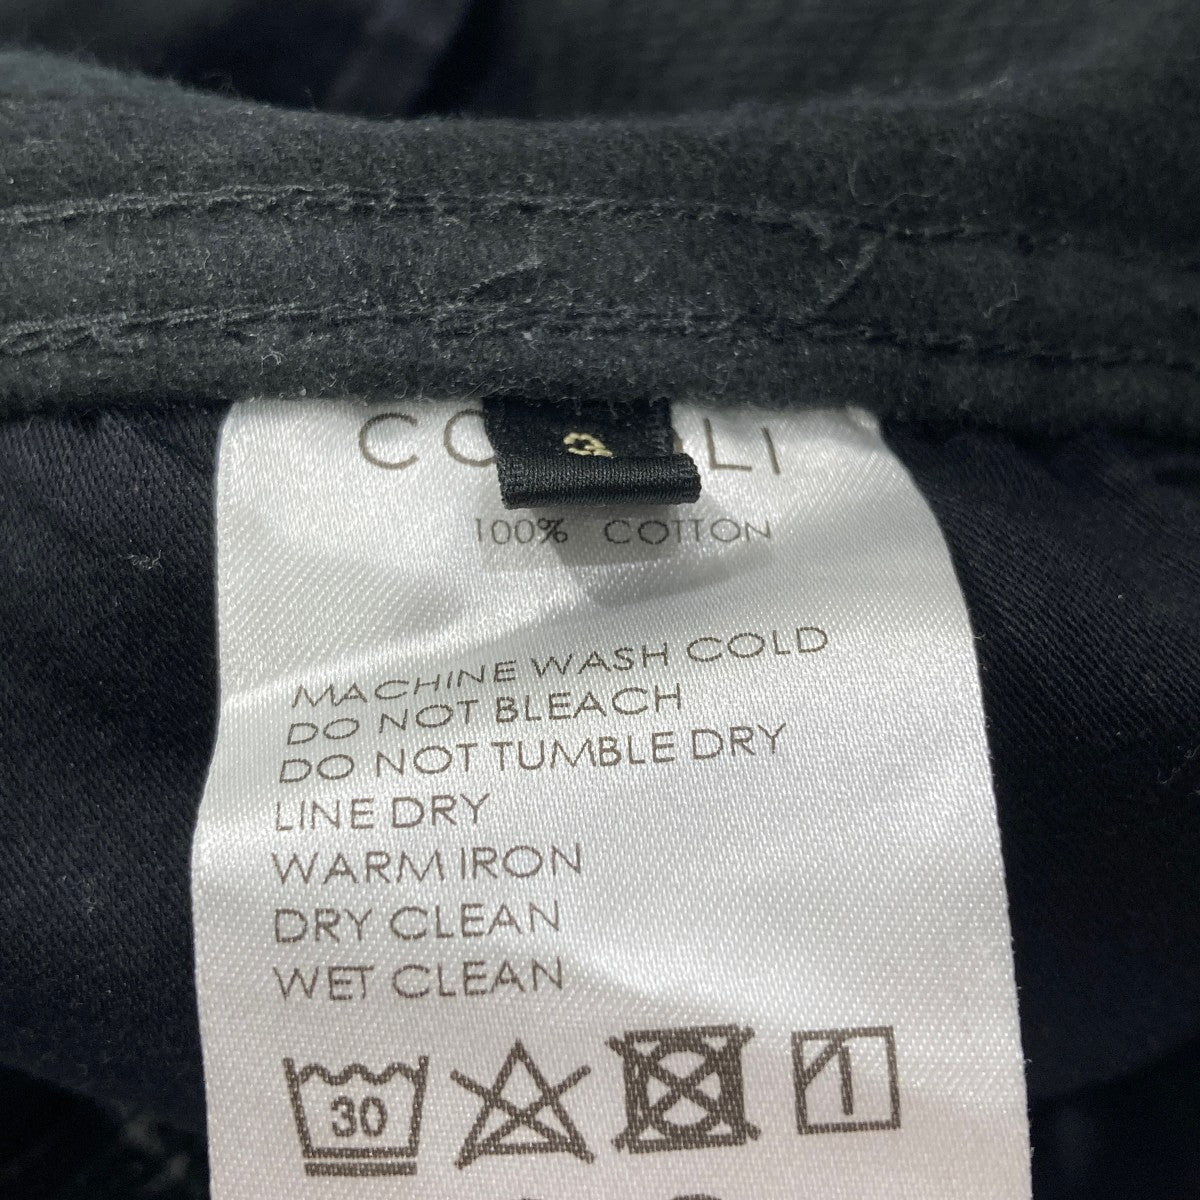 3
100% COTTON
MACHINE WASH COLD
DO NOT BLEACH
DO NOT TUMBLE DRY
LINE DRY
WARM IRON
DRY CLEAN
WET CLEAN
30